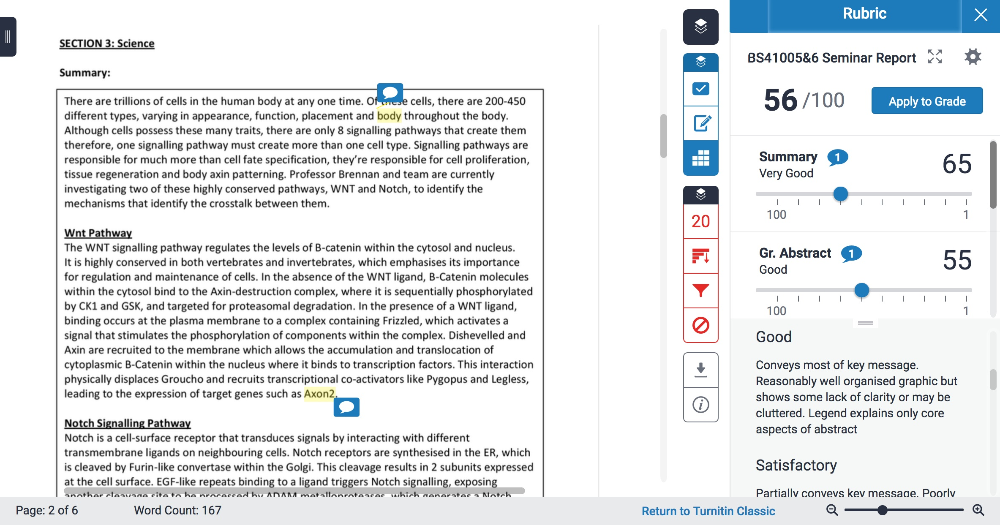 SECTION 3: Science
Summary:
There are trillions of cells in the human body at any one time. Of these cells, there are 200-450
different types, varying in appearance, function, placement and body throughout the body.
Although cells possess these many traits, there are only 8 signalling pathways that create them
therefore, one signalling pathway must create more than one cell type. Signalling pathways are
responsible for much more than cell fate specification, they're responsible for cell proliferation,
tissue regeneration and body axin patterning. Professor Brennan and team are currently
investigating two of these highly conserved pathways, WNT and Notch, to identify the
mechanisms that identify the crosstalk between them.
Wnt Pathway
The WNT signalling pathway regulates the levels of B-catenin within the cytosol and nucleus.
It is highly conserved in both vertebrates and invertebrates, which emphasises its importance
for regulation and maintenance of cells. In the absence of the WNT ligand, B-Catenin molecules
within the cytosol bind to the Axin-destruction complex, where it is sequentially phosphorylated
by CK1 and GSK, and targeted for proteasomal degradation. In the presence of a WNT ligand,
binding occurs at the plasma membrane to a complex containing Frizzled, which activates a
signal that stimulates the phosphorylation of components within the complex. Dishevelled and
Axin are recruited to the membrane which allows the accumulation and translocation of
cytoplasmic B-Catenin within the nucleus where it binds to transcription factors. This interaction
physically displaces Groucho and recruits transcriptional co-activators like Pygopus and Legless,
leading to the expression of target genes such as Axon2.
Notch Signalling Pathway
Notch is a cell-surface receptor that transduces signals by interacting with different
transmembrane ligands on neighbouring cells. Notch receptors are synthesised in the ER, which
is cleaved by Furin-like convertase within the Golgi. This cleavage results in 2 subunits expressed
at the cell surface. EGF-like repeats binding to a ligand triggers Notch signalling, exposing
another cleavage site to be processed by ADAM metalloproteases, which generates a Notch
20
Rubric
BS41005&6 Seminar Report
56 /100
Apply to Grade
Summary 1
Very Good
65
100 1
Gr. Abstract 1
Good
55
100 1
Good
Conveys most of key message.
Reasonably well organised graphic but
shows some lack of clarity or may be
cluttered. Legend explains only core
aspects of abstract
Satisfactory
Partially conveys key message. Poorly
Page: 2 of 6
Word Count: 167
Return to Turnitin Classic